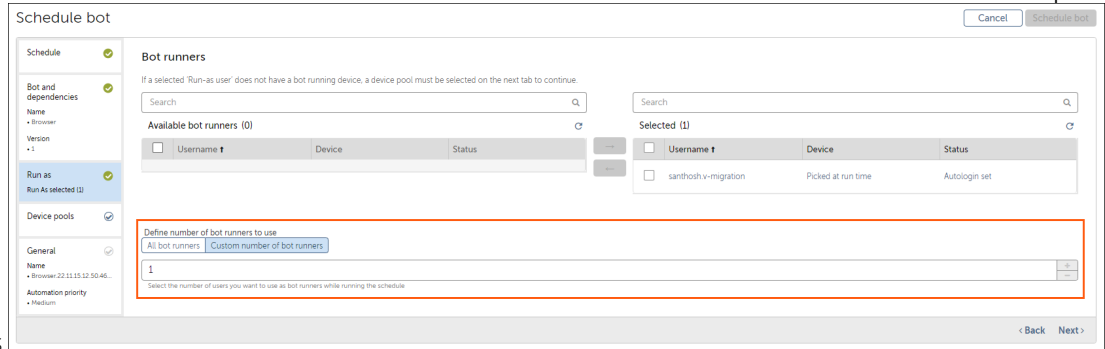 Schedule bot
Cancel
Schedule bot
Schedule
Bot and
dependencies
Name
• Browser
Version
• 1
Run as
Run As selected (1)
Device pools
General
Name
• Browser.22.11.15.12.50.46...
Automation priority
• Medium
Bot runners
If a selected 'Run-as user' does not have a bot running device, a device pool must be selected on the next tab to continue.
Search
Available bot runners (0)
Username Device Status
Search
Selected (1)
Username Device Status
santhosh.v-migration Picked at run time Autologin set
Define number of bot runners to use
All bot runners Custom number of bot runners
1
Select the number of users you want to use as bot runners while running the schedule
< Back Next >